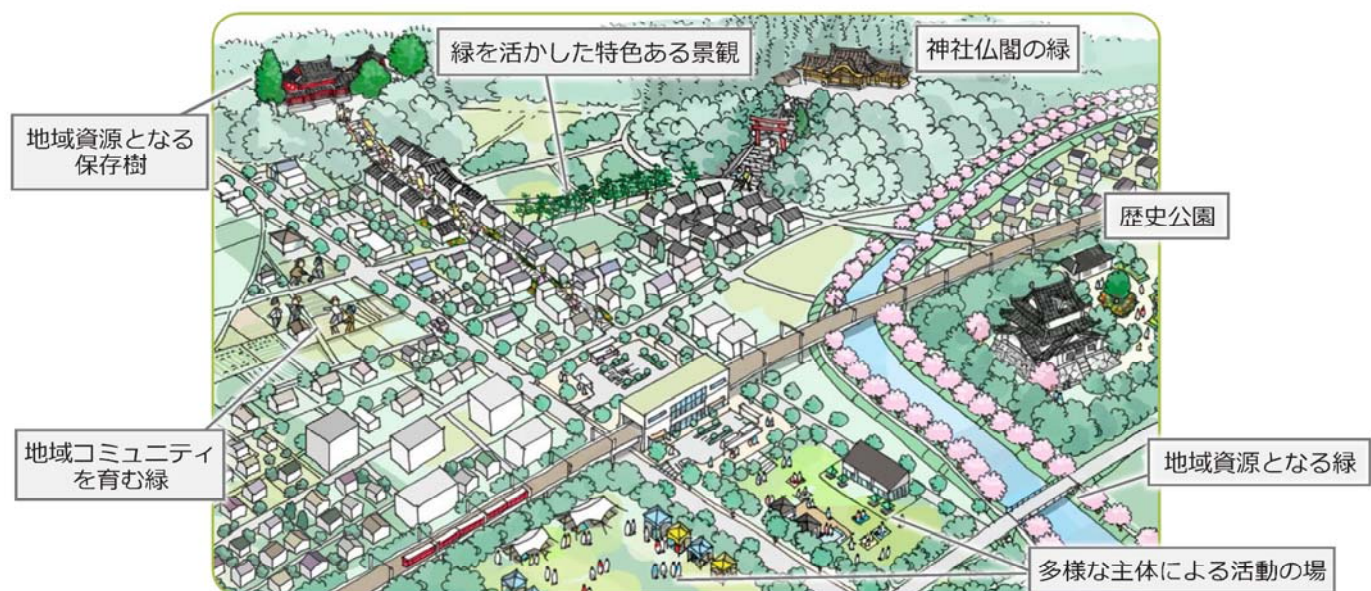 緑を活かした特色ある景観
神社仏閣の緑
地域資源となる
保存樹
歴史公園
地域コミュニティ
を育む緑
地域資源となる緑
多様な主体による活動の場